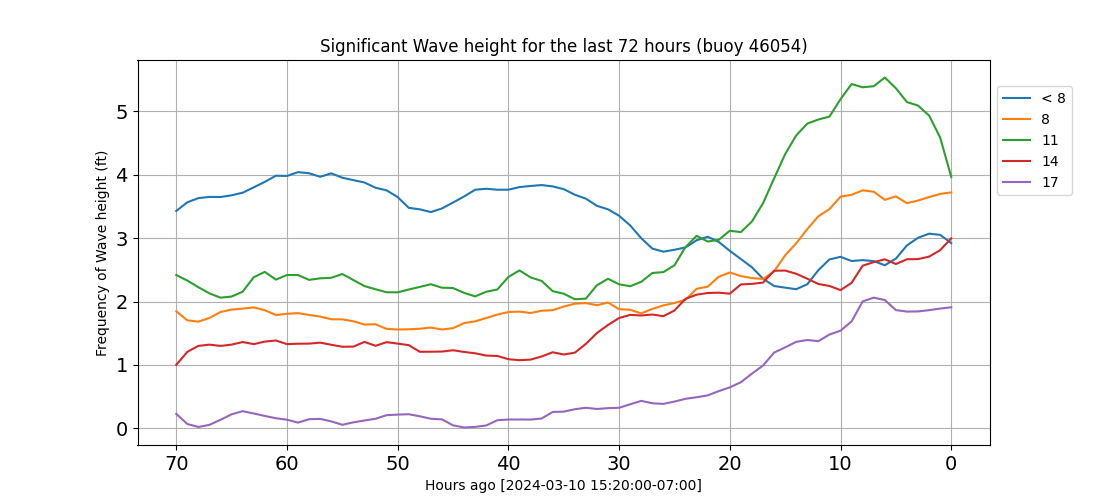 Significant Wave height for the last 72 hours (buoy 46054)
Frequency of Wave height (ft)
5
4
3
2
1
0
70 60 50 40 30 20 10 0
Hours ago [2024-03-10 15:20:00-07:00]
< 8
8
11
14
17